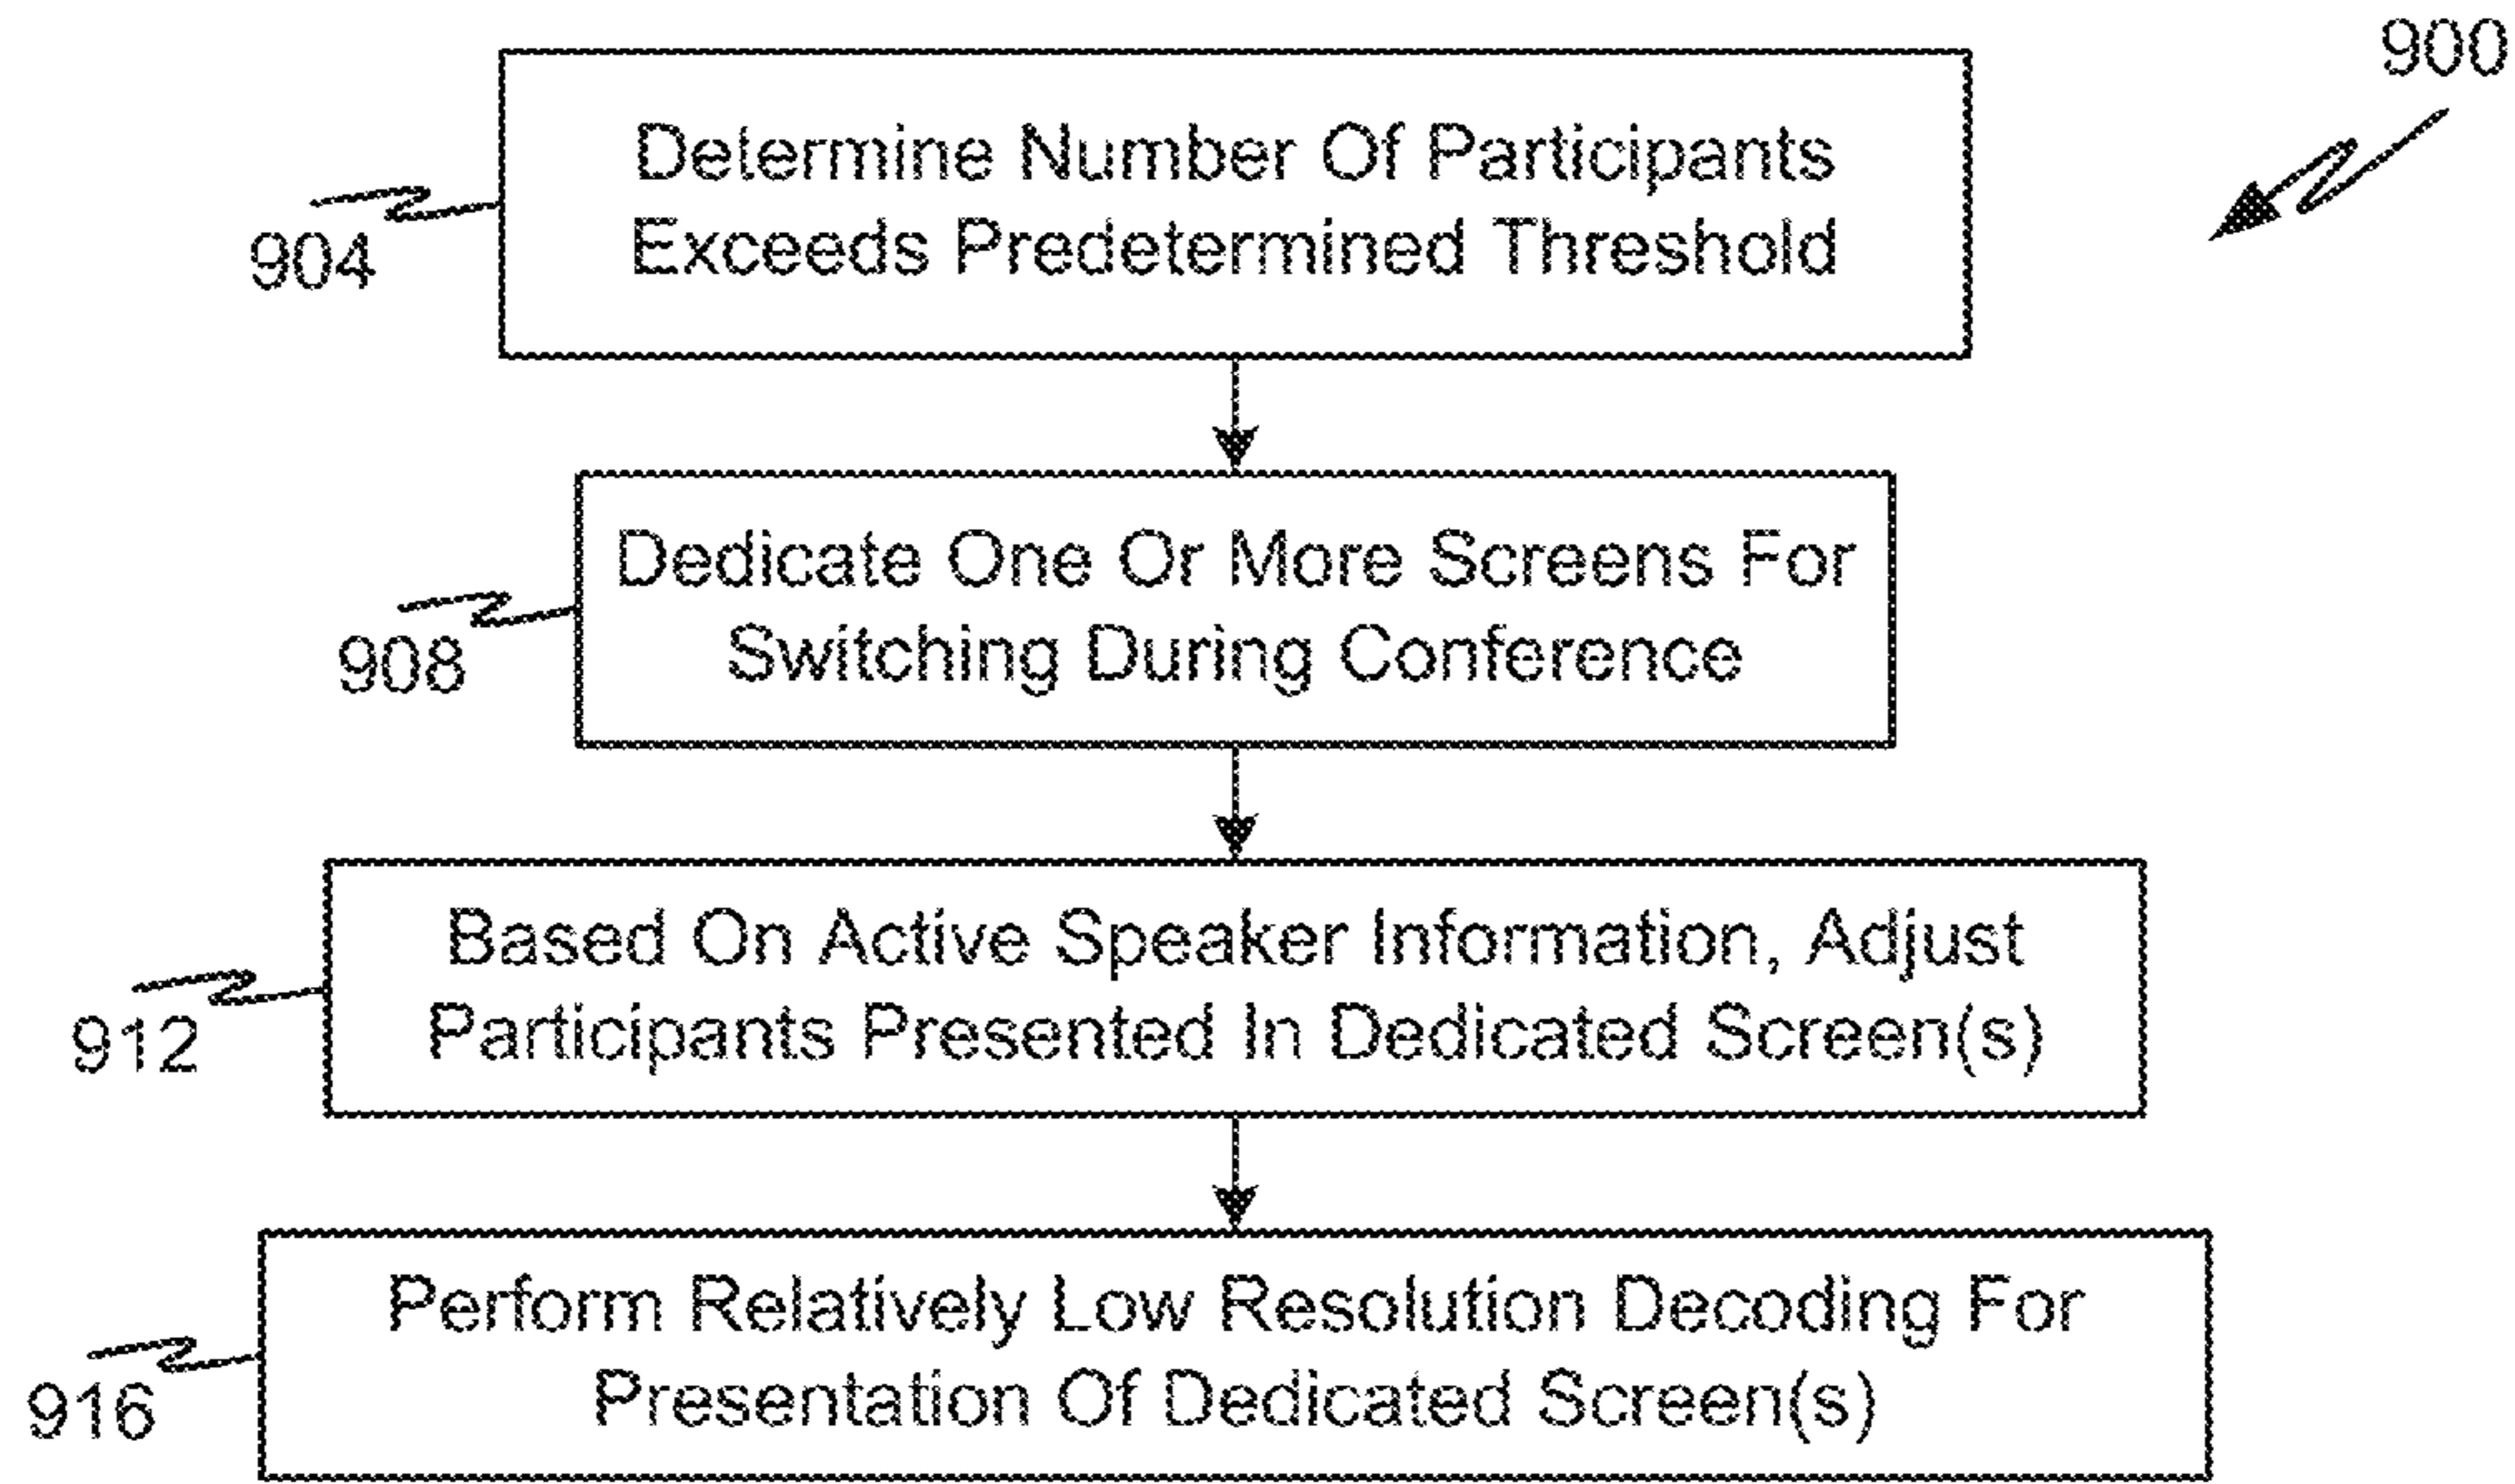 900
Determine Number Of Participants
Exceeds Predetermined Threshold
904
Dedicate One Or More Screens For
Switching During Conference
908
Based On Active Speaker Information, Adjust
Participants Presented In Dedicated Screen(s)
912
Perform Relatively Low Resolution Decoding For
Presentation Of Dedicated Screen(s)
916